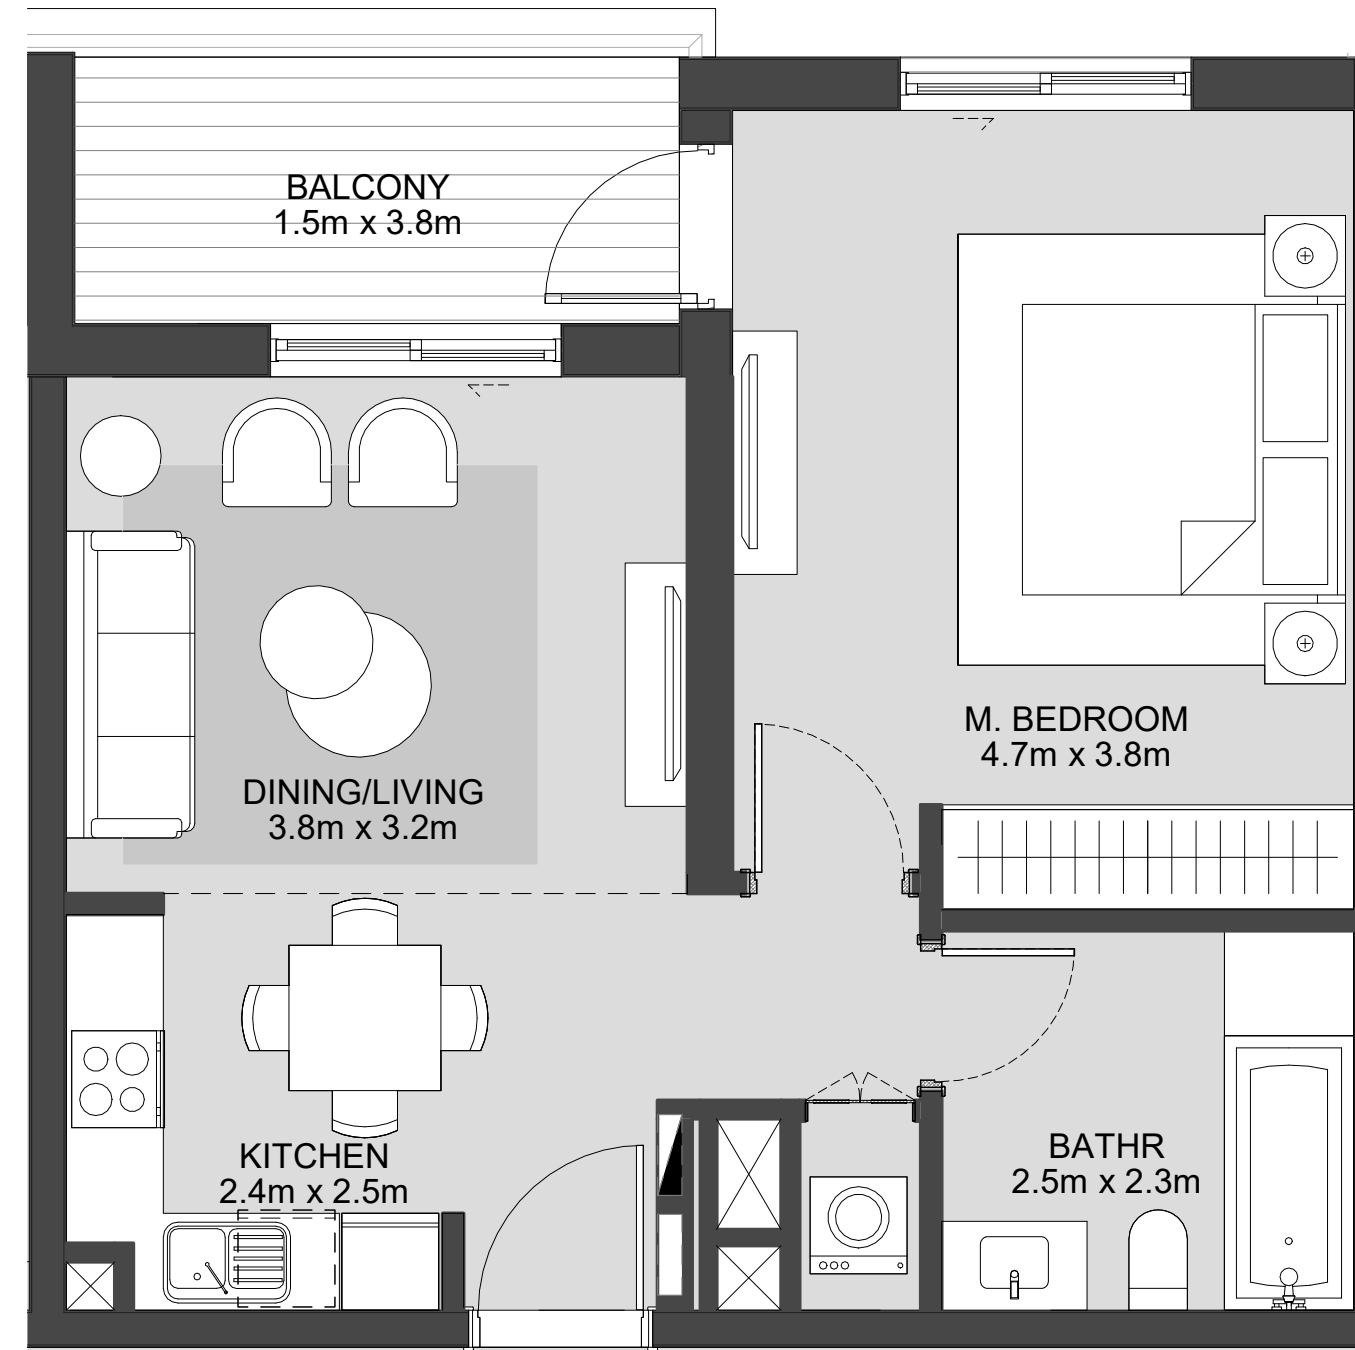 BALCONY
1.5m x 3.8m
M. BEDROOM
4.7m x 3.8m
DINING/LIVING
3.8m x 3.2m
KITCHEN
2.4m x 2.5m
BATHR
2.5m x 2.3m